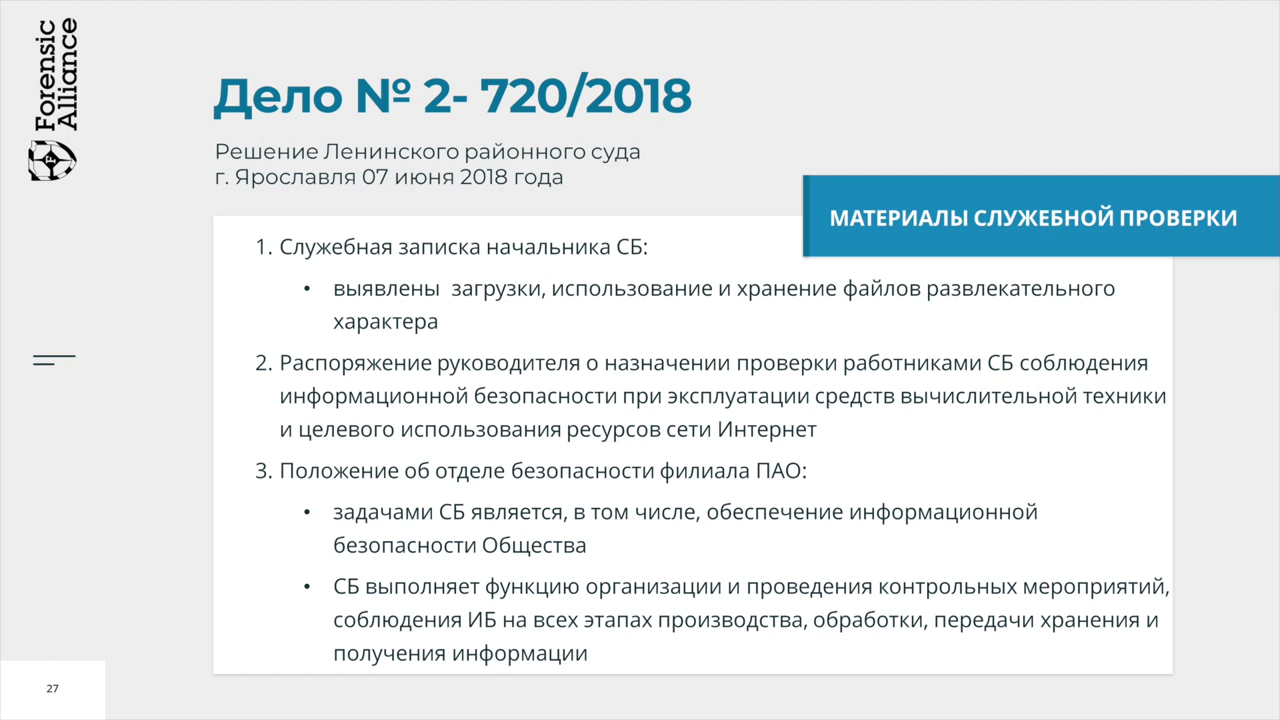 Forensic
Alliance
Дело № 2- 720/2018
Решение Ленинского районного суда
г. Ярославля 07 июня 2018 года
МАТЕРИАЛЫ СЛУЖЕБНОЙ ПРОВЕРКИ
1. Служебная записка начальника СБ:
• выявлены  загрузки, использование и хранение файлов развлекательного
характера
2. Распоряжение руководителя о назначении проверки работниками СБ соблюдения
информационной безопасности при эксплуатации средств вычислительной техники
и целевого использования ресурсов сети Интернет
3. Положение об отделе безопасности филиала ПАО:
• задачами СБ является, в том числе, обеспечение информационной
безопасности Общества
• СБ выполняет функцию организации и проведения контрольных мероприятий,
соблюдения ИБ на всех этапах производства, обработки, передачи хранения и
получения информации
27